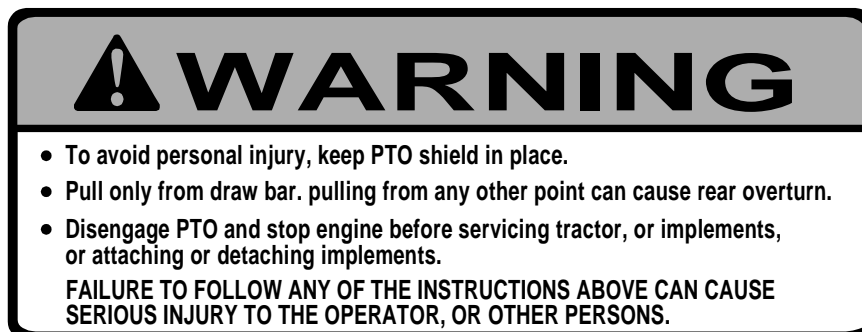 WARNING
• To avoid personal injury, keep PTO shield in place.
• Pull only from draw bar. pulling from any other point can cause rear overturn.
• Disengage PTO and stop engine before servicing tractor, or implements,
or attaching or detaching implements.
FAILURE TO FOLLOW ANY OF THE INSTRUCTIONS ABOVE CAN CAUSE
SERIOUS INJURY TO THE OPERATOR, OR OTHER PERSONS.